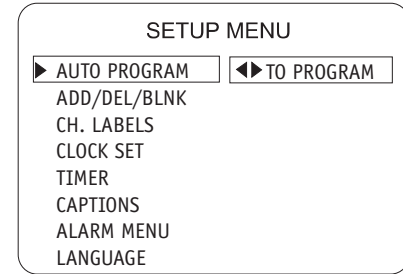 SETUP MENU
AUTO PROGRAM TO PROGRAM
ADD/DEL/BLNK
CH. LABELS
CLOCK SET
TIMER
CAPTIONS
ALARM MENU
LANGUAGE